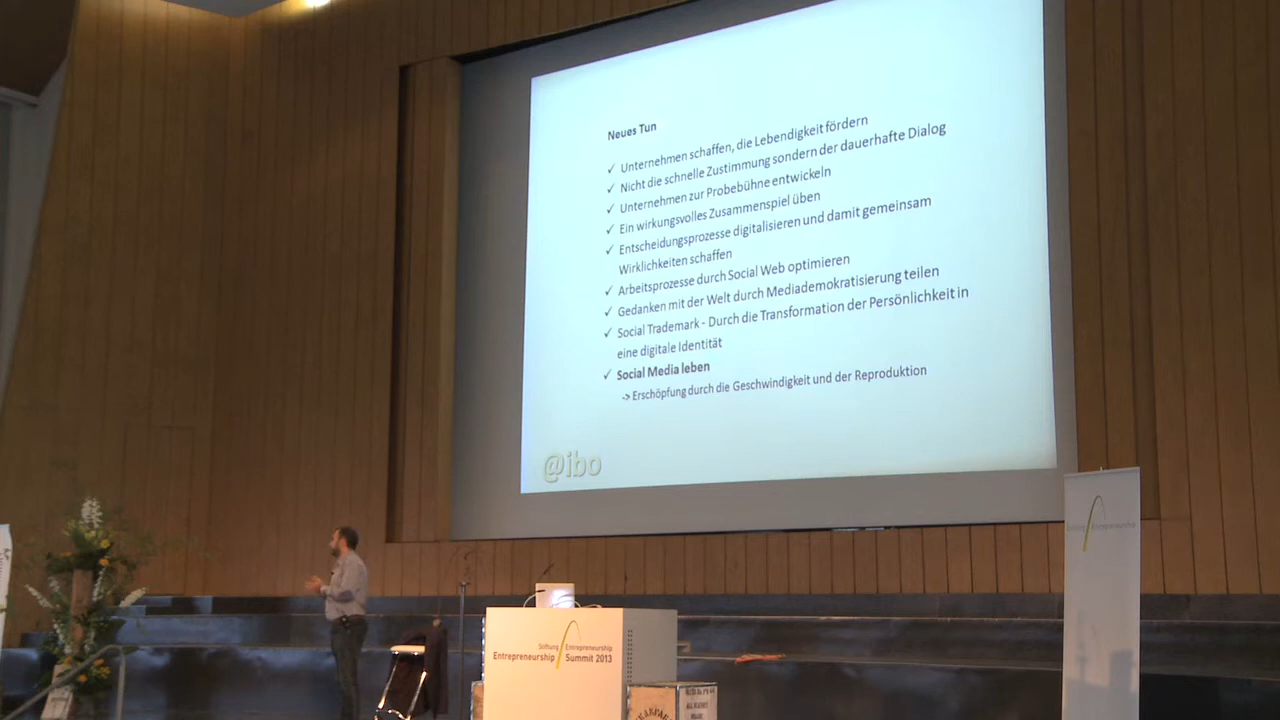 Neues Tun
✓ Unternehmen schaffen, die Lebendigkeit fördern
✓ Nicht die schnelle Zustimmung sondern der dauerhafte Dialog
✓ Unternehmen zur Probebühne entwickeln
✓ Ein wirkungsvolles Zusammenspiel üben
✓ Entscheidungsprozesse digitalisieren und damit gemeinsam
Wirklichkeiten schaffen
✓ Arbeitsprozesse durch Social Web optimieren
✓ Gedanken mit der Welt durch Mediademokratisierung teilen
✓ Social Trademark - Durch die Transformation der Persönlichkeit in
eine digitale Identität
✓ Social Media leben
-> Erschöpfung durch die Geschwindigkeit und der Reproduktion
@ibo
Stiftung Entrepreneurship
Stiftung Entrepreneurship
Entrepreneurship Summit 2013